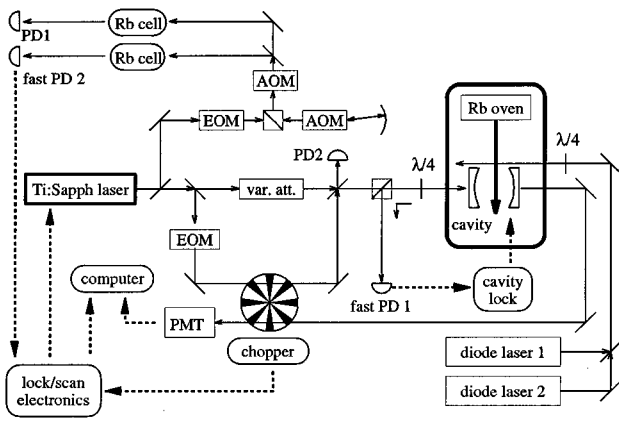 Rb cell
PD1
Rb cell
fast PD 2
AOM
EOM
AOM
Rb oven
PD2
λ/4
λ/4
Ti:Sapph laser
var. att.
cavity
EOM
computer
fast PD 1
cavity
lock
PMT
chopper
diode laser 1
lock/scan
electronics
diode laser 2